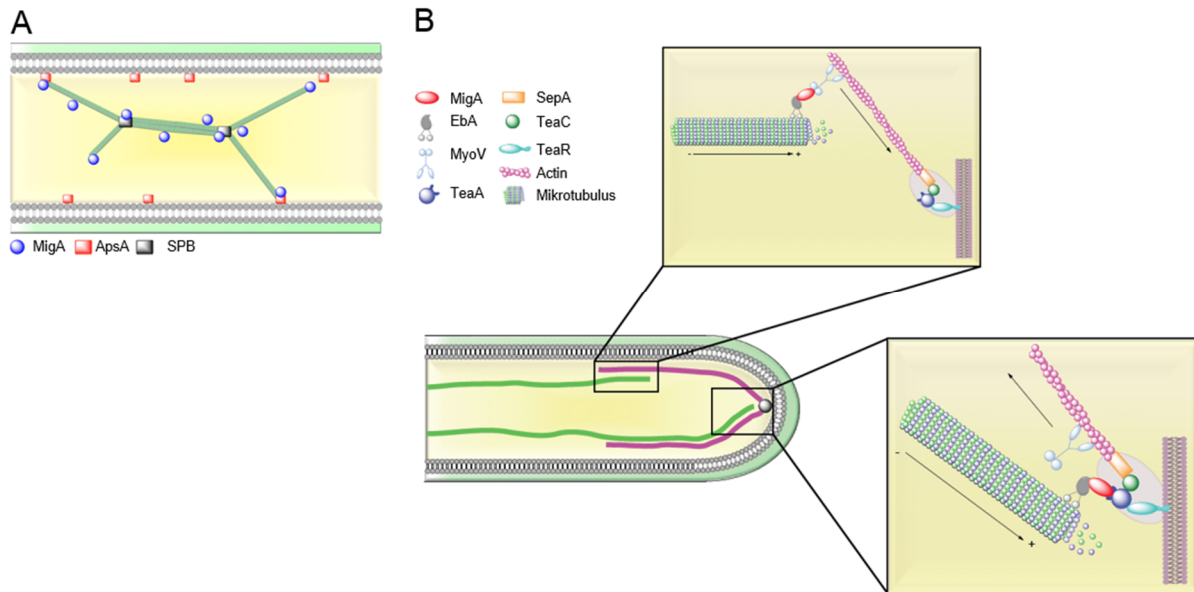 A
B
MigA ApsA SPB
MigA SepA
EbA TeaC
MyoV TeaR
Actin
TeaA Mikrotubulus
- +
-
+